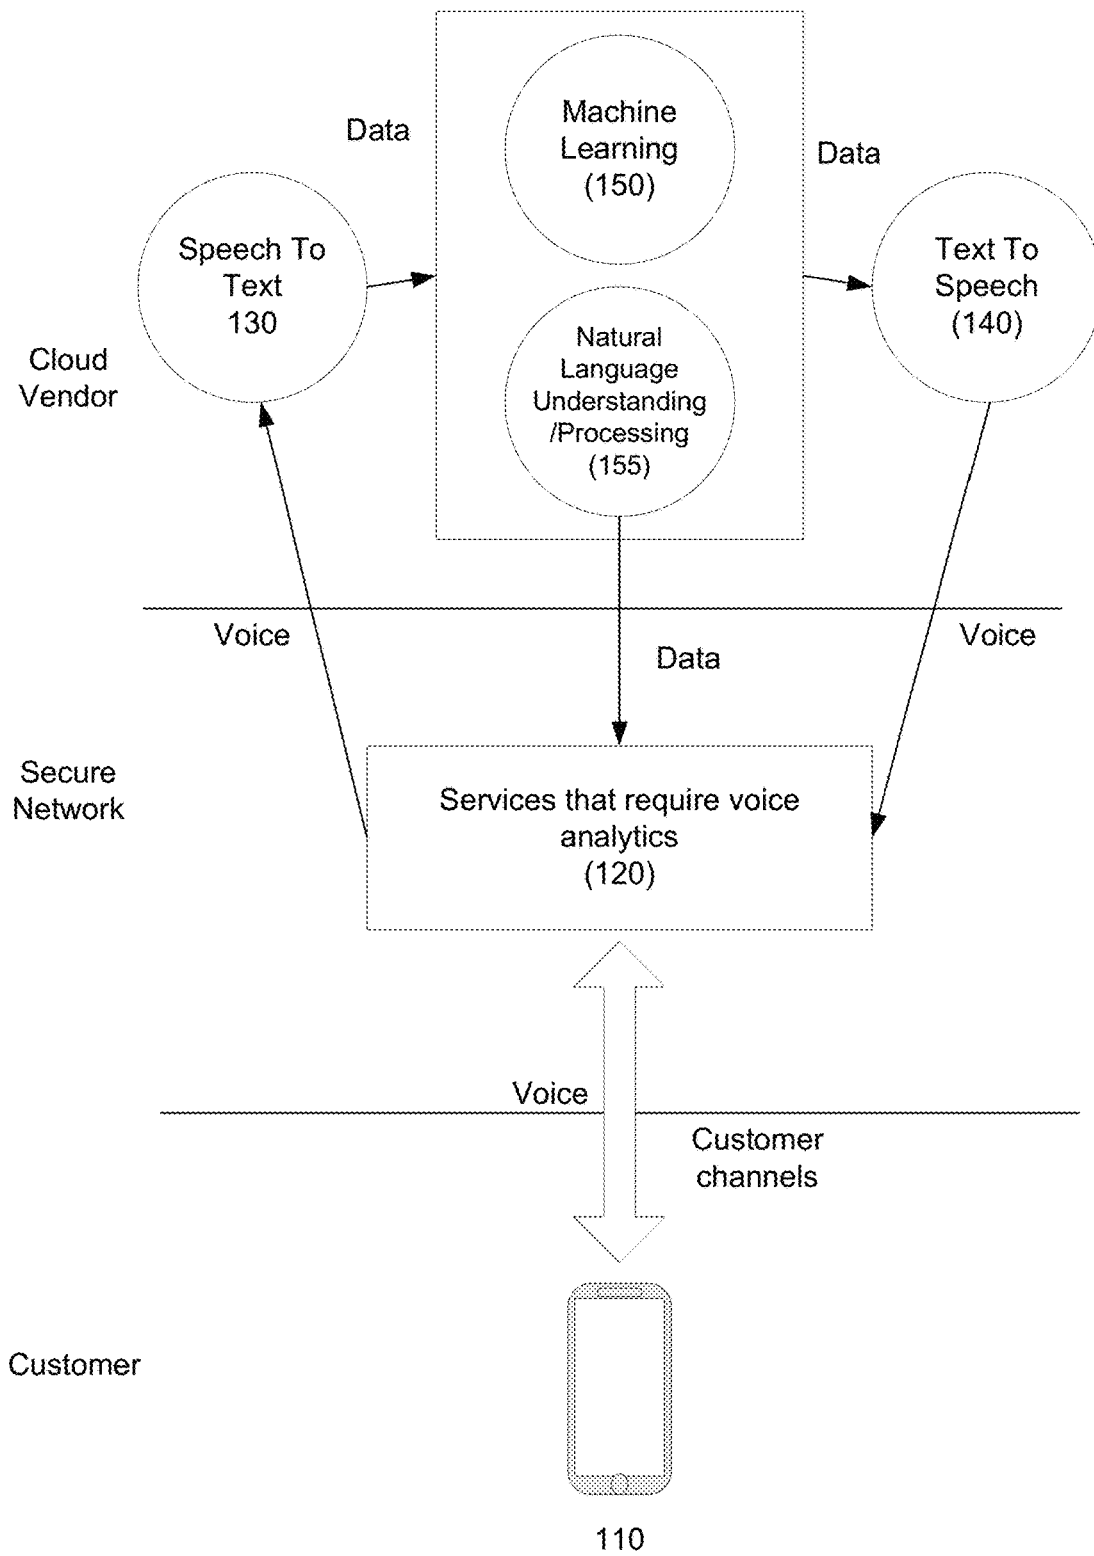 Machine
Learning
(150)
Data
Data
Speech To
Text
130
Text To
Speech
(140)
Natural
Language
Understanding
/Processing
(155)
Cloud
Vendor
Voice
Voice
Data
Secure
Network
Services that require voice
analytics
(120)
Voice
Customer
channels
Customer
110